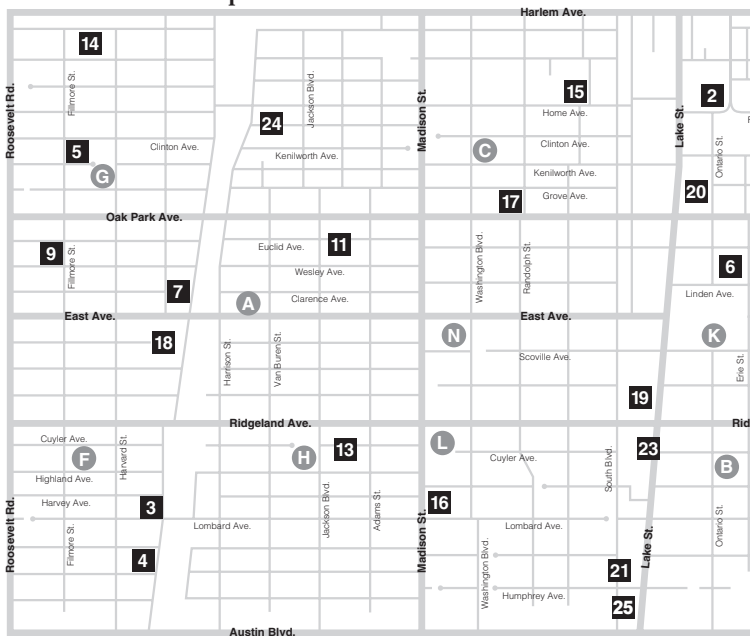 Harlem Ave.
14
15
2
Fillmore St.
Jackson Blvd.
Roosevelt Rd.
Madison St.
Lake St.
Home Ave.
24
5
Clinton Ave.
Clinton Ave.
Kenilworth Ave.
C
Ontario St.
G
Kenilworth Ave.
20
17
Grove Ave.
Oak Park Ave.
9
Fillmore St.
Euclid Ave.
11
Washington Blvd.
Randolph St.
6
Wesley Ave.
7
A
Clarence Ave.
Linden Ave.
East Ave.
East Ave.
18
N
K
Harrison St.
Van Buren St.
Scoville Ave.
Erie St.
19
Ridgeland Ave.
Rid
Cuyler Ave.
Harvard St.
13
L
23
F
H
Cuyler Ave.
South Blvd.
B
Highland Ave.
Harvey Ave.
3
Roosevelt Rd.
Jackson Blvd.
Adams St.
16
Madison St.
Lombard Ave.
Lombard Ave.
Ontario St.
Fillmore St.
Lake St.
4
Washington Blvd.
21
Humphrey Ave.
25
Austin Blvd.